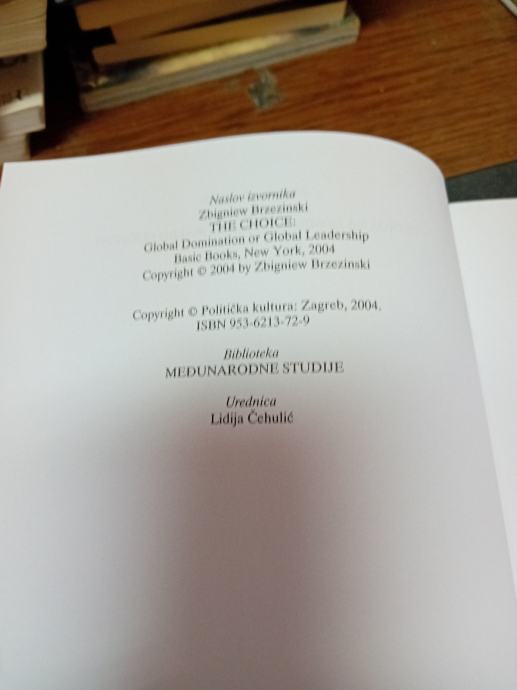 Naslov izvornika
Zbigniew Brzezinski
THE CHOICE:
Global Domination or Global Leadership
Basic Books, New York, 2004
Copyright © 2004 by Zbigniew Brzezinski
Copyright © Politička kultura: Zagreb, 2004.
ISBN 953-6213-72-9
Biblioteka
MEĐUNARODNE STUDIJE
Urednica
Lidija Čehulić